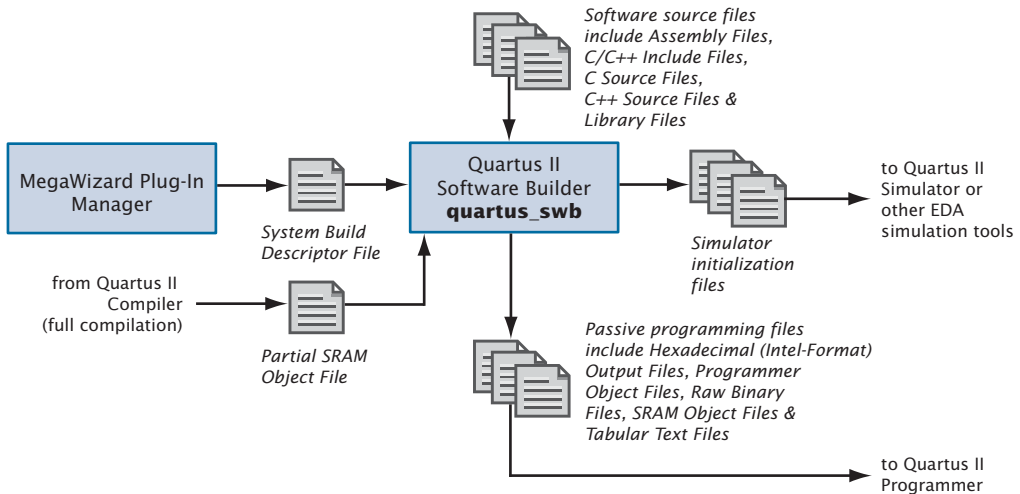 Software source files
include Assembly Files,
C/C++ Include Files,
C Source Files,
C++ Source Files &
Library Files
MegaWizard Plug-In
Manager
System Build
Descriptor File
Quartus II
Software Builder
quartus_swb
Simulator
initialization
files
to Quartus II
Simulator or
other EDA
simulation tools
from Quartus II
Compiler
(full compilation)
Partial SRAM
Object File
Passive programming files
include Hexadecimal (Intel-Format)
Output Files, Programmer
Object Files, Raw Binary
Files, SRAM Object Files &
Tabular Text Files
to Quartus II
Programmer